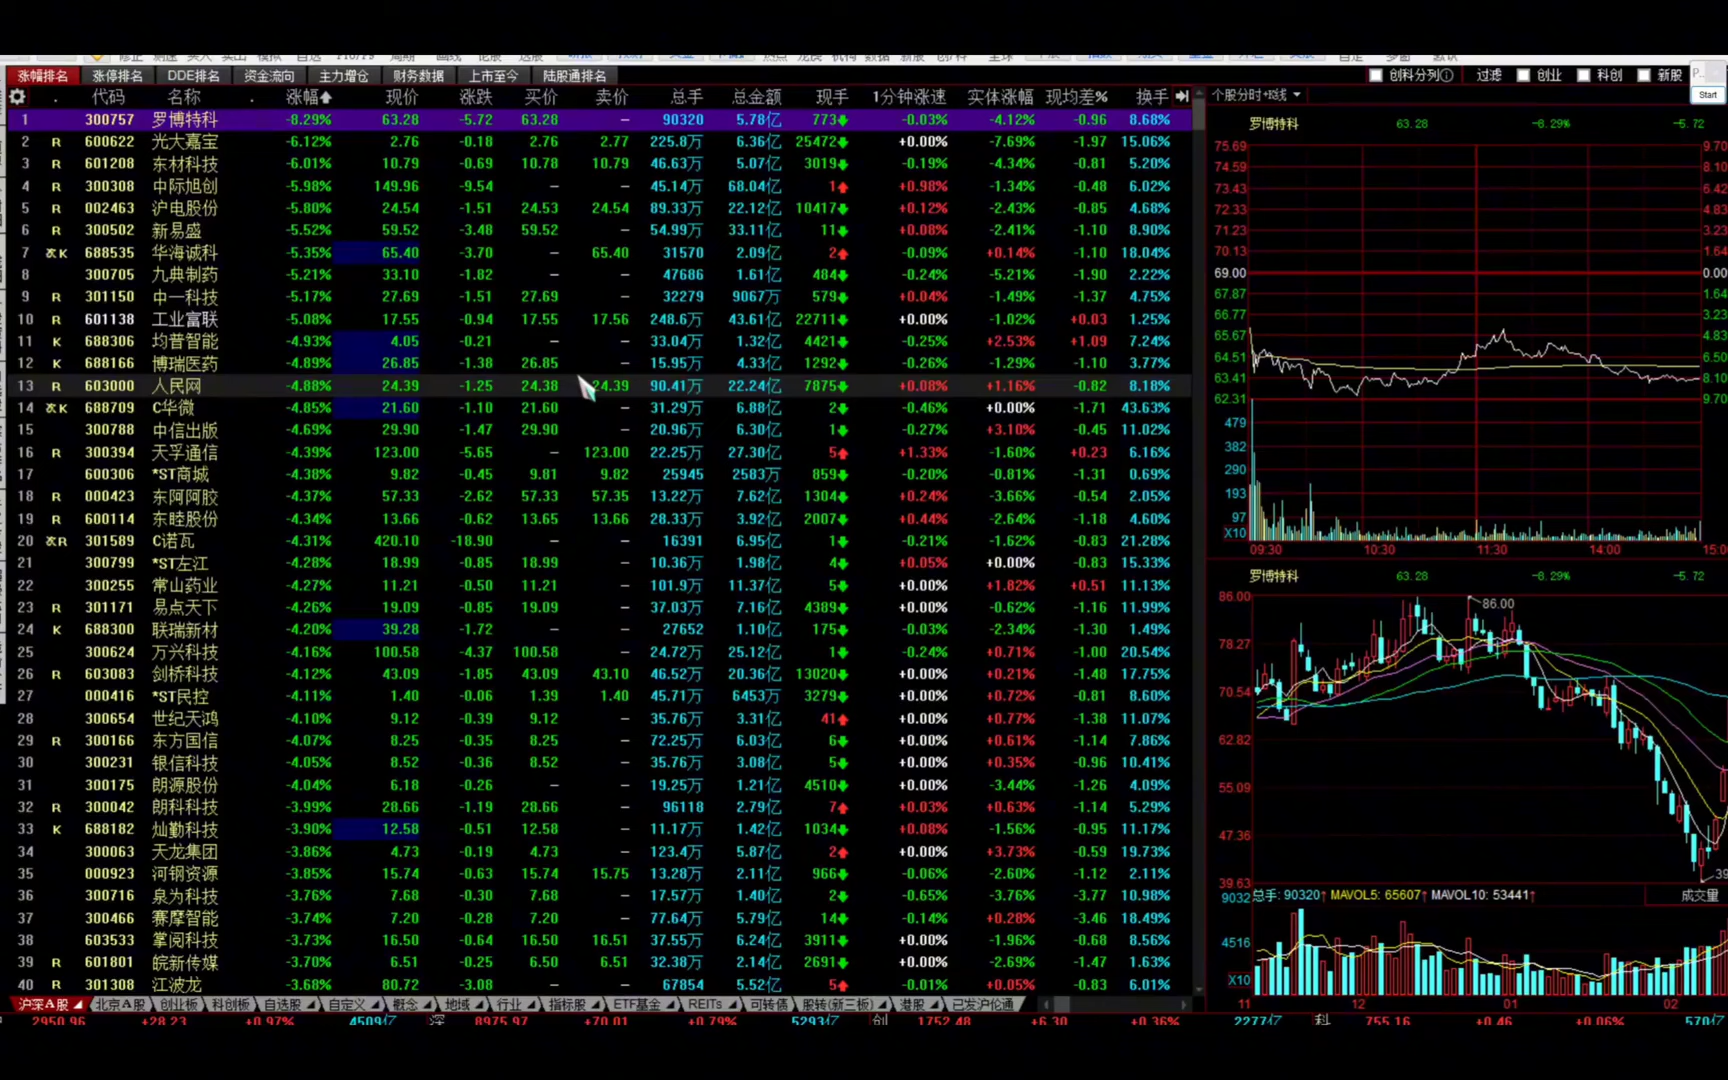 涨幅排名 涨停排名 DDE排名 资金流向 主力增仓 财务数据 上市至今 陆股通排名 创科分列 过滤 创业 科创 新股
Start
代码 名称 涨幅 现价 涨跌 买价 卖价 总手 总金额 现手 1分钟涨速 实体涨幅 现均差% 换手 个股分时+K线
1 300757 罗博特科 -8.29% 63.28 -5.72 63.28 — 90320 5.78亿 773 -0.03% -4.12% -0.96 8.68%
2 R 600622 光大嘉宝 -6.12% 2.76 -0.18 2.76 2.77 225.8万 6.36亿 25472 +0.00% -7.69% -1.97 15.06%
3 R 601208 东材科技 -6.01% 10.79 -0.69 10.78 10.79 46.63万 5.07亿 3019 -0.19% -4.34% -0.81 5.20%
4 R 300308 中际旭创 -5.98% 149.96 -9.54 — — 45.14万 68.04亿 1 +0.98% -1.34% -0.48 6.02%
5 R 002463 沪电股份 -5.80% 24.54 -1.51 24.53 24.54 89.33万 22.12亿 10417 +0.12% -2.43% -0.85 4.68%
6 R 300502 新易盛 -5.52% 59.52 -3.48 59.52 — 54.99万 33.11亿 11 +0.08% -2.41% -1.10 8.90%
7 次K 688535 华海诚科 -5.35% 65.40 -3.70 — 65.40 31570 2.09亿 2 -0.09% +0.14% -1.10 18.04%
8 300705 九典制药 -5.21% 33.10 -1.82 — — 47686 1.61亿 484 -0.24% -5.21% -1.90 2.22%
9 R 301150 中一科技 -5.17% 27.69 -1.51 27.69 — 32279 9067万 579 +0.04% -1.49% -1.37 4.75%
10 R 601138 工业富联 -5.08% 17.55 -0.94 17.55 17.56 248.6万 43.61亿 22711 +0.00% -1.02% +0.03 1.25%
11 K 688306 均普智能 -4.93% 4.05 -0.21 — — 33.04万 1.32亿 4421 -0.25% +2.53% +1.09 7.24%
12 K 688166 博瑞医药 -4.89% 26.85 -1.38 26.85 — 15.95万 4.33亿 1292 -0.26% -1.29% -1.10 3.77%
13 R 603000 人民网 -4.88% 24.39 -1.25 24.38 24.39 90.41万 22.24亿 7875 +0.08% +1.16% -0.82 8.18%
14 次K 688709 C华微 -4.85% 21.60 -1.10 21.60 — 31.29万 6.88亿 2 -0.46% +0.00% -1.71 43.63%
15 300788 中信出版 -4.69% 29.90 -1.47 29.90 — 20.96万 6.30亿 1 -0.27% +3.10% -0.45 11.02%
16 R 300394 天孚通信 -4.39% 123.00 -5.65 — 123.00 22.25万 27.30亿 5 +1.33% -1.60% +0.23 6.16%
17 600306 *ST商城 -4.38% 9.82 -0.45 9.81 9.82 25945 2583万 859 -0.20% -0.81% -1.31 0.69%
18 R 000423 东阿阿胶 -4.37% 57.33 -2.62 57.33 57.35 13.22万 7.62亿 1304 +0.24% -3.66% -0.54 2.05%
19 R 600114 东睦股份 -4.34% 13.66 -0.62 13.65 13.66 28.33万 3.92亿 2007 +0.44% -2.64% -1.18 4.60%
20 次R 301589 C诺瓦 -4.31% 420.10 -18.90 — — 16391 6.95亿 1 -0.21% -1.62% -0.83 21.28%
21 300799 *ST左江 -4.28% 18.99 -0.85 18.99 — 10.36万 1.98亿 4 +0.05% +0.00% -0.83 15.33%
22 300255 常山药业 -4.27% 11.21 -0.50 11.21 — 101.9万 11.37亿 5 +0.00% +1.82% +0.51 11.13%
23 R 301171 易点天下 -4.26% 19.09 -0.85 19.09 — 37.03万 7.16亿 4389 +0.00% -0.62% -1.16 11.99%
24 K 688300 联瑞新材 -4.20% 39.28 -1.72 — — 27652 1.10亿 175 -0.03% -2.34% -1.30 1.49%
25 300624 万兴科技 -4.16% 100.58 -4.37 100.58 — 24.72万 25.12亿 1 -0.24% +0.71% -1.00 20.54%
26 R 603083 剑桥科技 -4.12% 43.09 -1.85 43.09 43.10 46.52万 20.36亿 13020 +0.00% +0.21% -1.48 17.75%
27 000416 *ST民控 -4.11% 1.40 -0.06 1.39 1.40 45.71万 6453万 3279 +0.00% +0.72% -0.81 8.60%
28 300654 世纪天鸿 -4.10% 9.12 -0.39 9.12 — 35.76万 3.31亿 41 +0.00% +0.77% -1.38 11.07%
29 R 300166 东方国信 -4.07% 8.25 -0.35 8.25 — 72.25万 6.03亿 6 +0.00% +0.61% -1.14 7.86%
30 300231 银信科技 -4.05% 8.52 -0.36 8.52 — 35.76万 3.08亿 5 +0.00% +0.35% -0.96 10.41%
31 300175 朗源股份 -4.04% 6.18 -0.26 — — 19.25万 1.21亿 4510 +0.00% -3.44% -1.26 4.09%
32 R 300042 朗科科技 -3.99% 28.66 -1.19 28.66 — 96118 2.79亿 7 +0.03% +0.63% -1.14 5.29%
33 K 688182 灿勤科技 -3.90% 12.58 -0.51 12.58 — 11.17万 1.42亿 1034 +0.08% -1.56% -0.95 11.17%
34 300063 天龙集团 -3.86% 4.73 -0.19 4.73 — 123.4万 5.87亿 2 +0.00% +3.73% -0.59 19.73%
35 000923 河钢资源 -3.85% 15.74 -0.63 15.74 15.75 13.28万 2.11亿 966 -0.06% -2.60% -1.12 2.11%
36 300716 泉为科技 -3.76% 7.68 -0.30 7.68 — 17.57万 1.40亿 2 -0.65% -3.76% -3.77 10.98%
37 300466 赛摩智能 -3.74% 7.20 -0.28 7.20 — 77.64万 5.79亿 14 -0.14% +0.28% -3.46 18.49%
38 603533 掌阅科技 -3.73% 16.50 -0.64 16.50 16.51 37.55万 6.24亿 3911 +0.00% -1.96% -0.68 8.56%
39 R 601801 皖新传媒 -3.70% 6.51 -0.25 6.50 6.51 32.38万 2.14亿 2691 +0.00% -2.69% -1.47 1.63%
40 R 301308 江波龙 -3.68% 80.72 -3.08 — — 67854 5.52亿 5 -0.01% +0.05% -0.83 6.01%
罗博特科 63.28 -8.29% -5.72
75.69 9.70
74.59 8.10
73.43 6.42
72.33 4.83
71.23 3.23
70.13 1.64
69.00 0.00
67.87 1.64
66.77 3.23
65.67 4.83
64.51 6.50
63.41 8.10
62.31 9.70
479
382
290
193
97
X10
09:30 10:30 11:30 14:00 15:0
罗博特科 63.28 -8.29% -5.72
86.00
86.00
78.27
70.54
62.82
55.09
47.36
39.63
39
总手: 90320 MAVOL5: 65607 MAVOL10: 53441 成交量
9032
4516
X10
11 12 01 02
沪深A股 北京A股 创业板 科创板 自选股 自定义 概念 地域 行业 指标股 ETF基金 REITs 可转债 股转(新三板) 港股 已发沪伦通
2950.96 +28.23 +0.97% 4509亿 深 8975.97 +70.01 +0.79% 5293亿 创 1752.48 +6.30 +0.36% 2277亿 科 755.16 +0.46 +0.06% 570亿